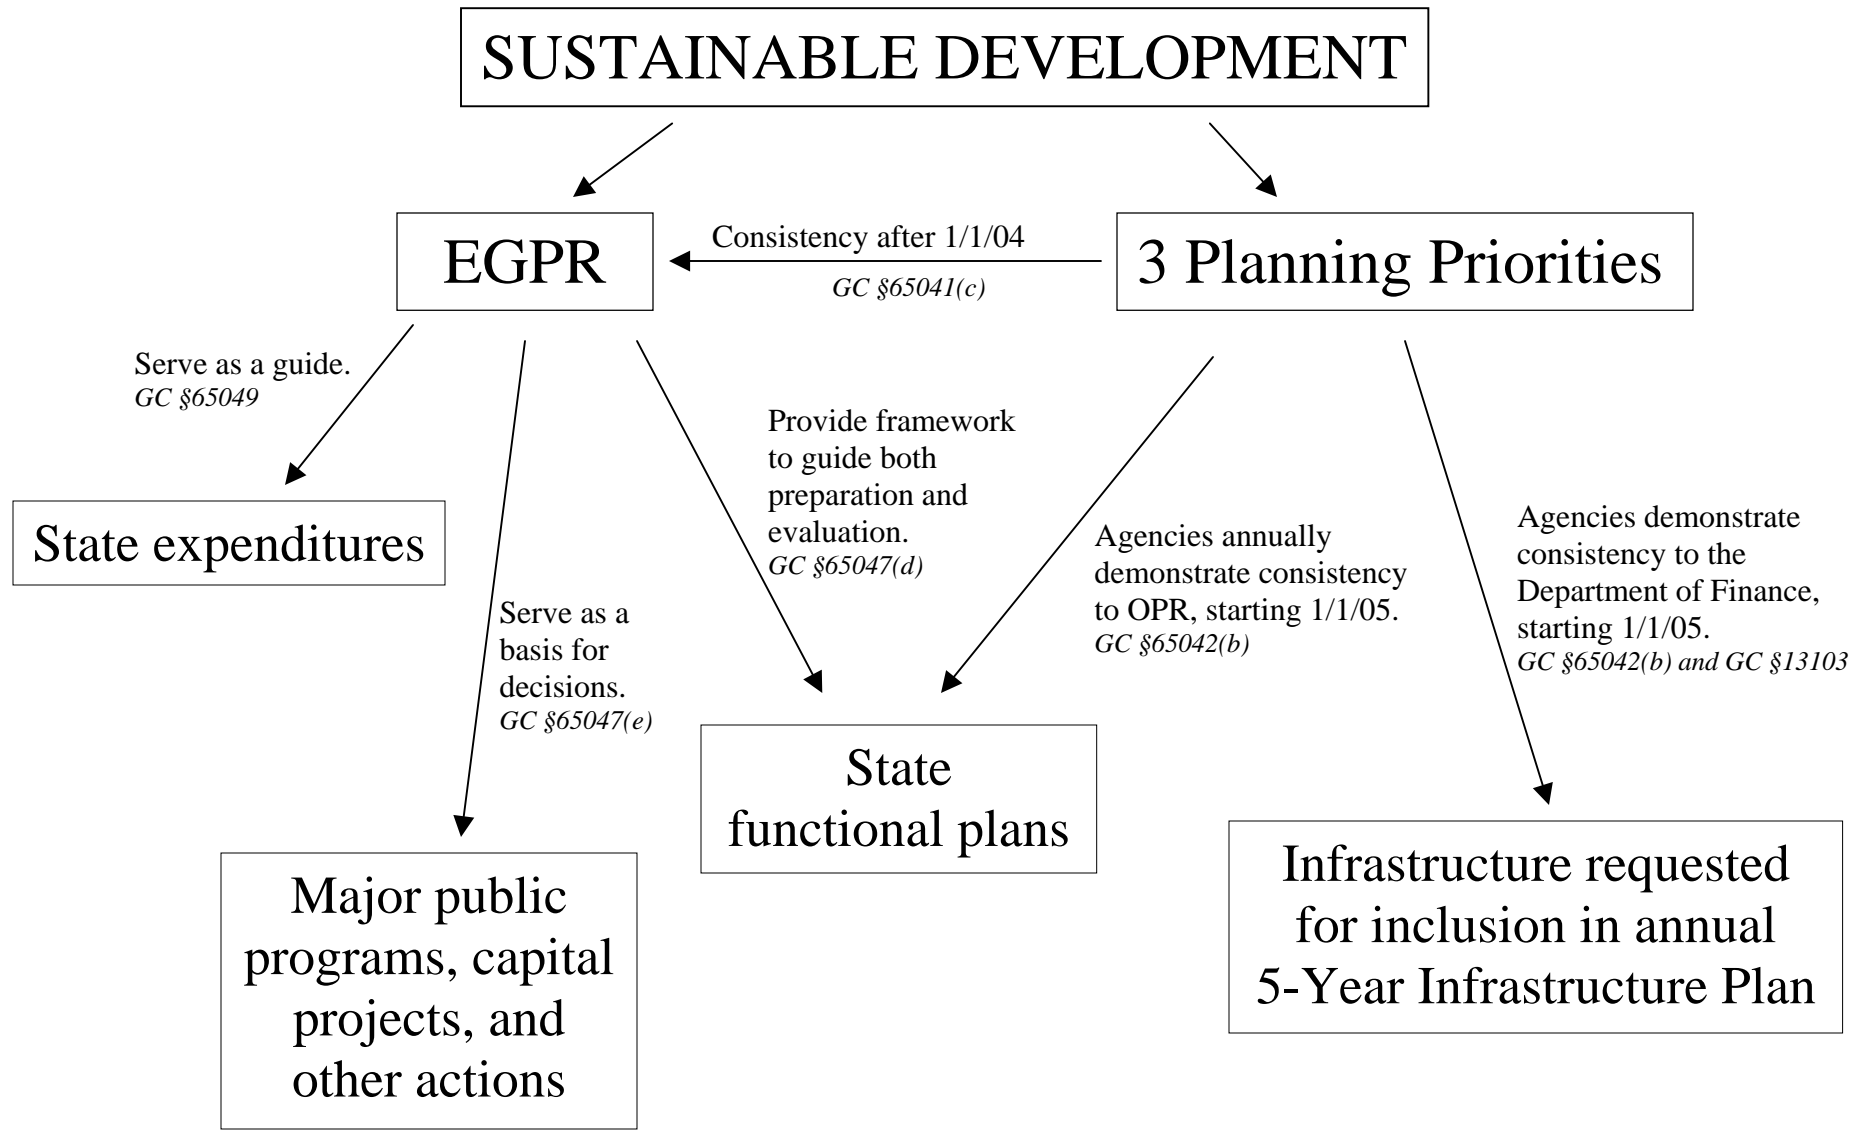 SUSTAINABLE DEVELOPMENT
EGPR
Consistency after 1/1/04
GC §65041(c)
3 Planning Priorities
Serve as a guide.
GC §65049
Provide framework
to guide both
preparation and
evaluation.
GC §65047(d)
Agencies annually
demonstrate consistency
to OPR, starting 1/1/05.
GC §65042(b)
Agencies demonstrate
consistency to the
Department of Finance,
starting 1/1/05.
GC §65042(b) and GC §13103
State expenditures
Serve as a
basis for
decisions.
GC §65047(e)
State
functional plans
Major public
programs, capital
projects, and
other actions
Infrastructure requested
for inclusion in annual
5-Year Infrastructure Plan